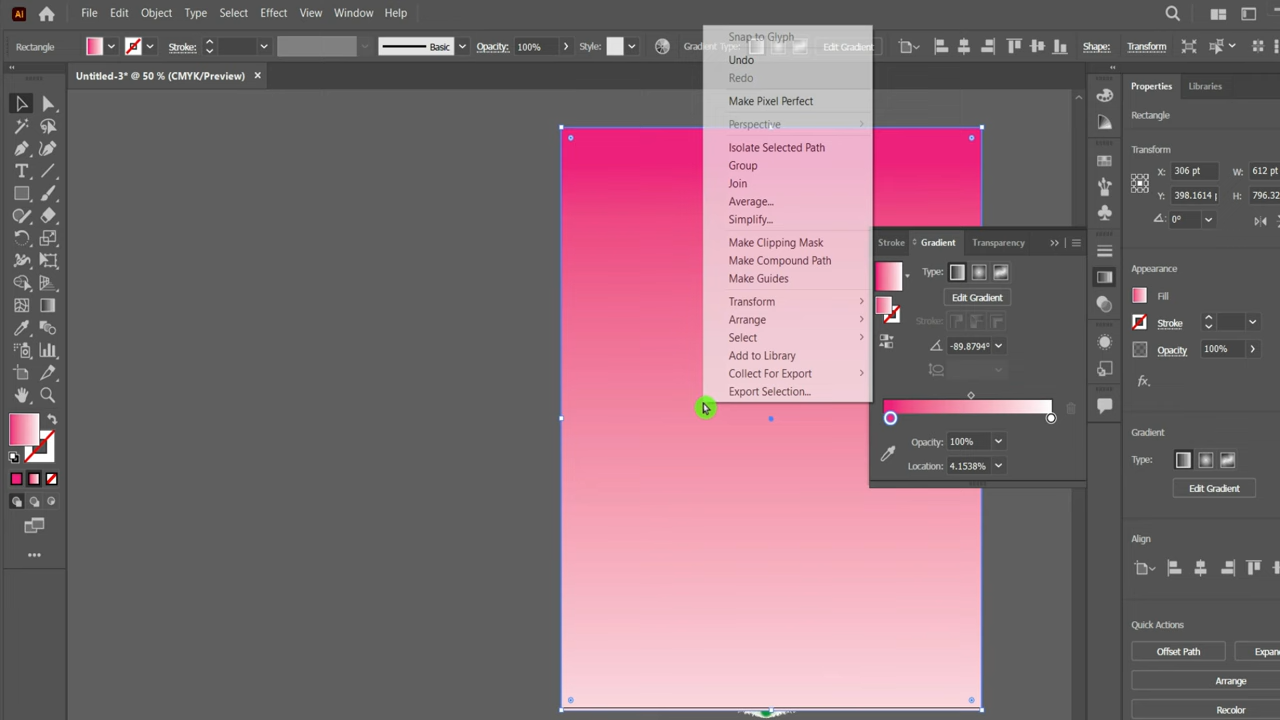 Ai File Edit Object Type Select Effect View Window Help
Rectangle Stroke: Basic Opacity: 100% Style: Gradient Type: Edit Gradient Shape: Transform
Untitled-3* @ 50 % (CMYK/Preview) ×
Snap to Glyph
Undo
Redo
Make Pixel Perfect
Perspective
Isolate Selected Path
Group
Join
Average...
Simplify...
Make Clipping Mask
Make Compound Path
Make Guides
Transform
Arrange
Select
Add to Library
Collect For Export
Export Selection...
Stroke Gradient Transparency
Type:
Edit Gradient
Stroke:
-89.8794°
Opacity: 100%
Location: 4.1538%
Properties Libraries
Rectangle
Transform
X: 306 pt W: 612 pt
Y: 398.1614 p H: 796.32
0°
Appearance
Fill
Stroke
Opacity 100%
fx
Gradient
Type:
Edit Gradient
Align
Quick Actions
Offset Path Expan
Arrange
Recolor